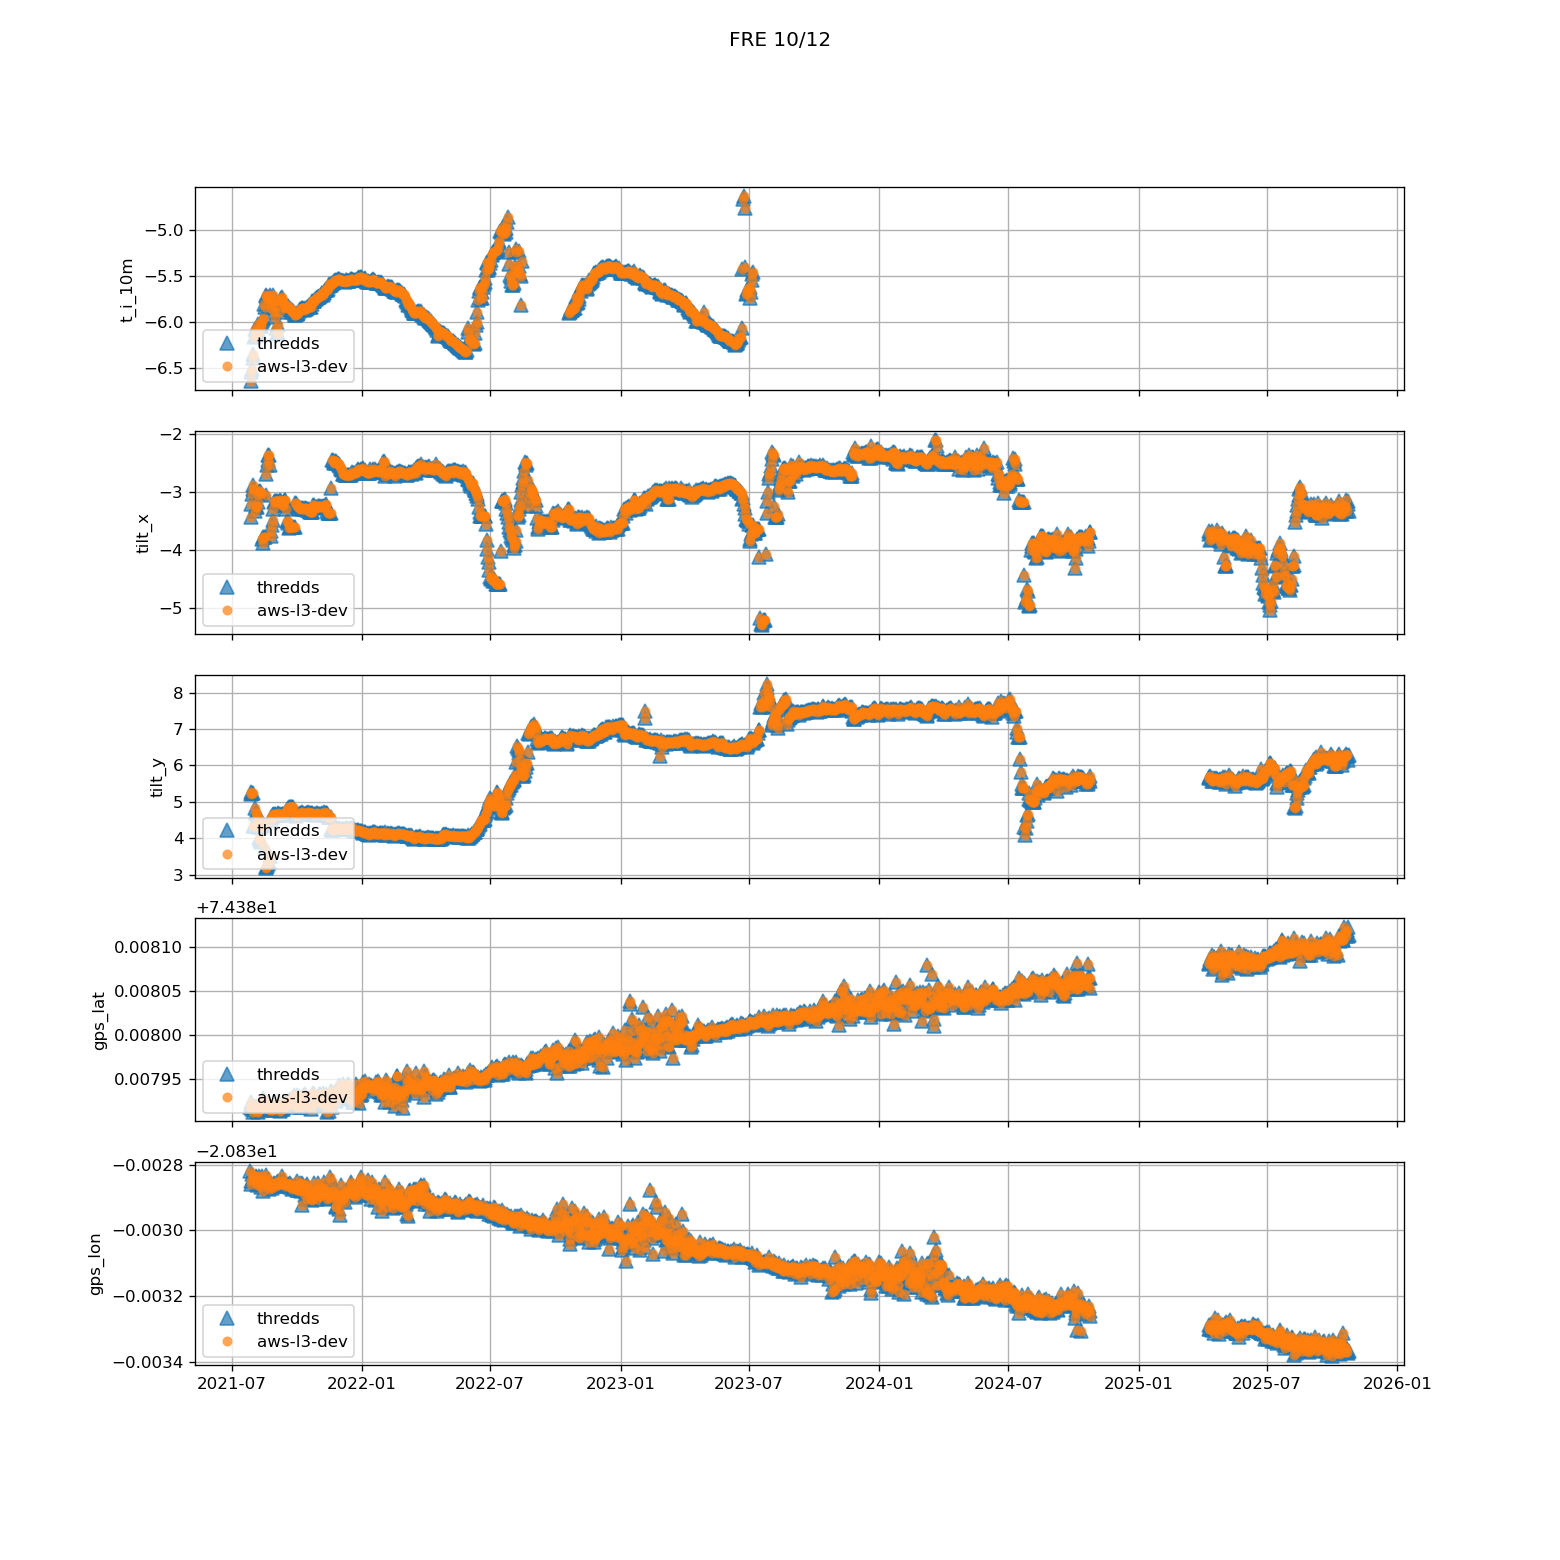 FRE 10/12
t_i_10m
−5.0
−5.5
−6.0
−6.5
thredds
aws-l3-dev
tilt_x
−2
−3
−4
−5
thredds
aws-l3-dev
tilt_y
8
7
6
5
4
3
thredds
aws-l3-dev
+7.438e1
gps_lat
0.00810
0.00805
0.00800
0.00795
thredds
aws-l3-dev
−2.083e1
gps_lon
−0.0028
−0.0030
−0.0032
−0.0034
thredds
aws-l3-dev
2021-07 2022-01 2022-07 2023-01 2023-07 2024-01 2024-07 2025-01 2025-07 2026-01